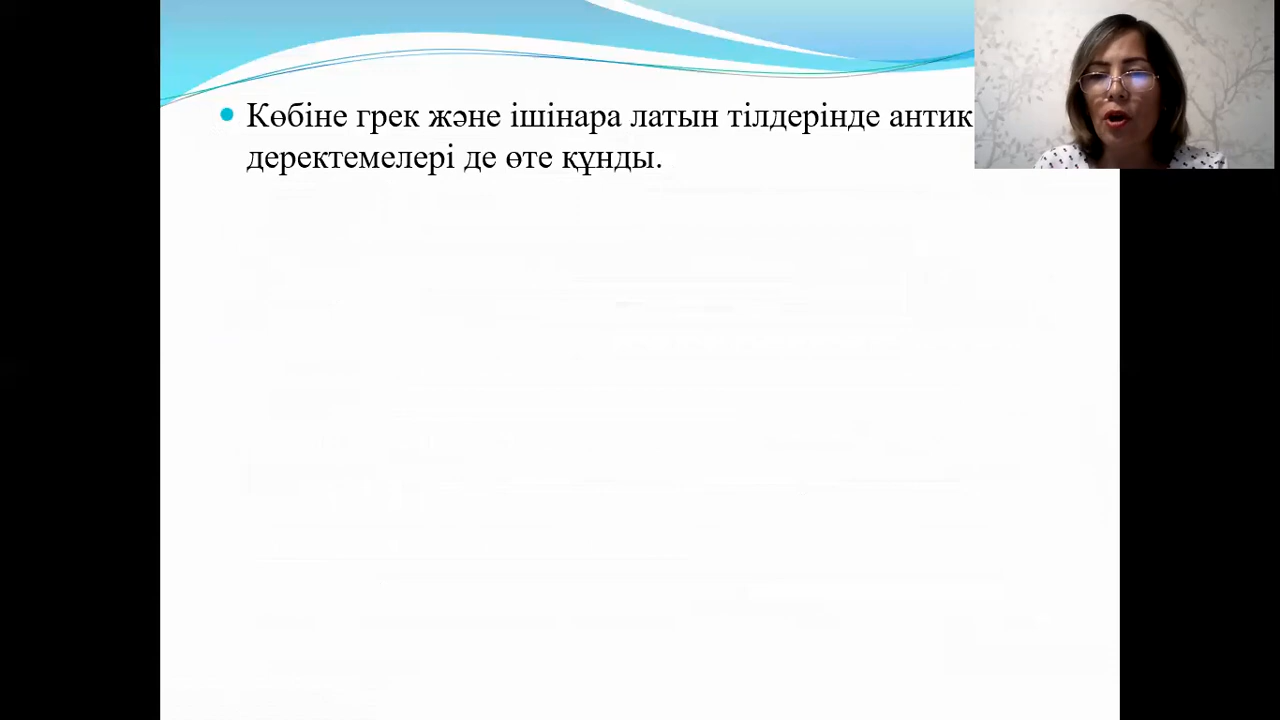 Көбіне грек және ішінара латын тілдерінде антик
деректемелері де өте құнды.